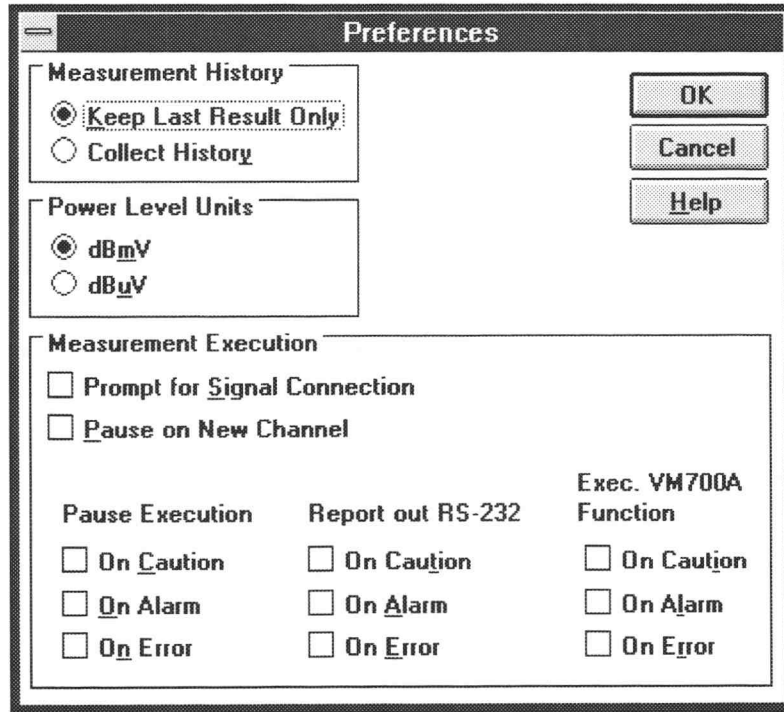 Preferences
Measurement History
Keep Last Result Only
Collect History
OK
Cancel
Help
Power Level Units
dBmV
dBuV
Measurement Execution
Prompt for Signal Connection
Pause on New Channel
Pause Execution
On Caution
On Alarm
On Error
Report out RS-232
On Caution
On Alarm
On Error
Exec. VM700A
Function
On Caution
On Alarm
On Error